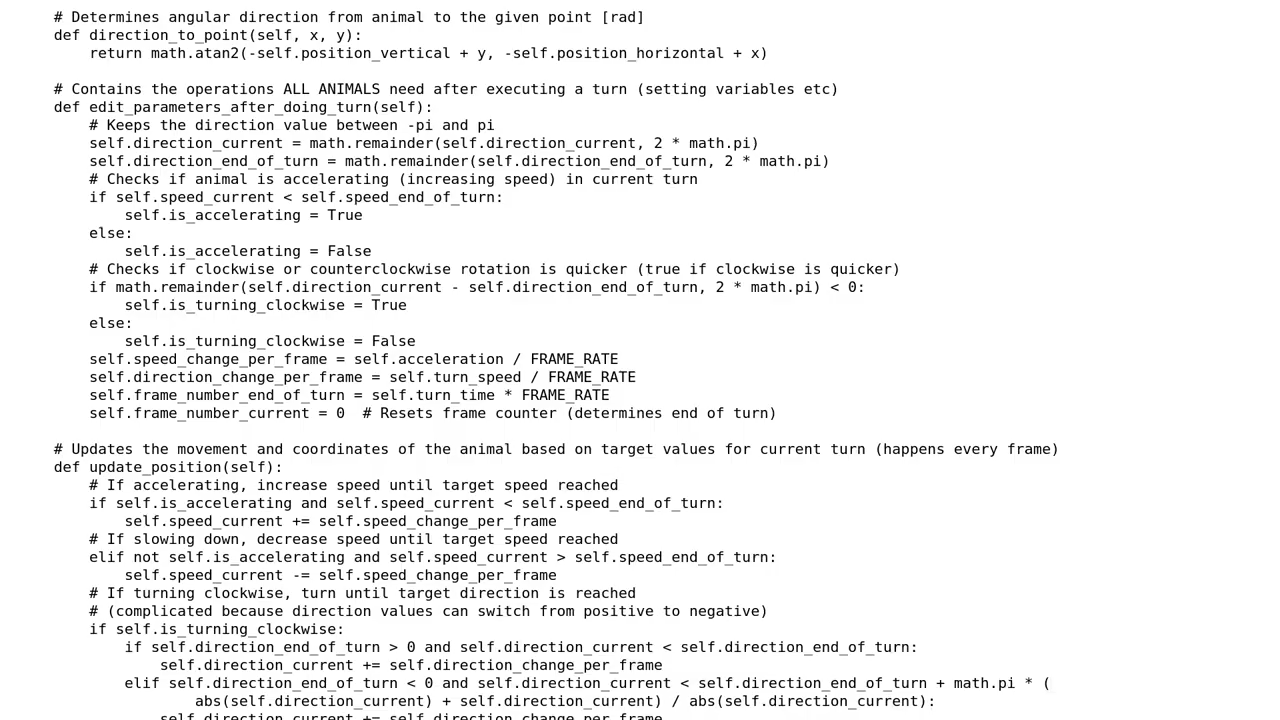 # Determines angular direction from animal to the given point [rad]
def direction_to_point(self, x, y):
    return math.atan2(-self.position_vertical + y, -self.position_horizontal + x)

# Contains the operations ALL ANIMALS need after executing a turn (setting variables etc)
def edit_parameters_after_doing_turn(self):
    # Keeps the direction value between -pi and pi
    self.direction_current = math.remainder(self.direction_current, 2 * math.pi)
    self.direction_end_of_turn = math.remainder(self.direction_end_of_turn, 2 * math.pi)
    # Checks if animal is accelerating (increasing speed) in current turn
    if self.speed_current < self.speed_end_of_turn:
        self.is_accelerating = True
    else:
        self.is_accelerating = False
    # Checks if clockwise or counterclockwise rotation is quicker (true if clockwise is quicker)
    if math.remainder(self.direction_current - self.direction_end_of_turn, 2 * math.pi) < 0:
        self.is_turning_clockwise = True
    else:
        self.is_turning_clockwise = False
    self.speed_change_per_frame = self.acceleration / FRAME_RATE
    self.direction_change_per_frame = self.turn_speed / FRAME_RATE
    self.frame_number_end_of_turn = self.turn_time * FRAME_RATE
    self.frame_number_current = 0  # Resets frame counter (determines end of turn)

# Updates the movement and coordinates of the animal based on target values for current turn (happens every frame)
def update_position(self):
    # If accelerating, increase speed until target speed reached
    if self.is_accelerating and self.speed_current < self.speed_end_of_turn:
        self.speed_current += self.speed_change_per_frame
    # If slowing down, decrease speed until target speed reached
    elif not self.is_accelerating and self.speed_current > self.speed_end_of_turn:
        self.speed_current -= self.speed_change_per_frame
    # If turning clockwise, turn until target direction is reached
    # (complicated because direction values can switch from positive to negative)
    if self.is_turning_clockwise:
        if self.direction_end_of_turn > 0 and self.direction_current < self.direction_end_of_turn:
            self.direction_current += self.direction_change_per_frame
        elif self.direction_end_of_turn < 0 and self.direction_current < self.direction_end_of_turn + math.pi * (
                abs(self.direction_current) + self.direction_current) / abs(self.direction_current):
            self.direction_current += self.direction_change_per_frame